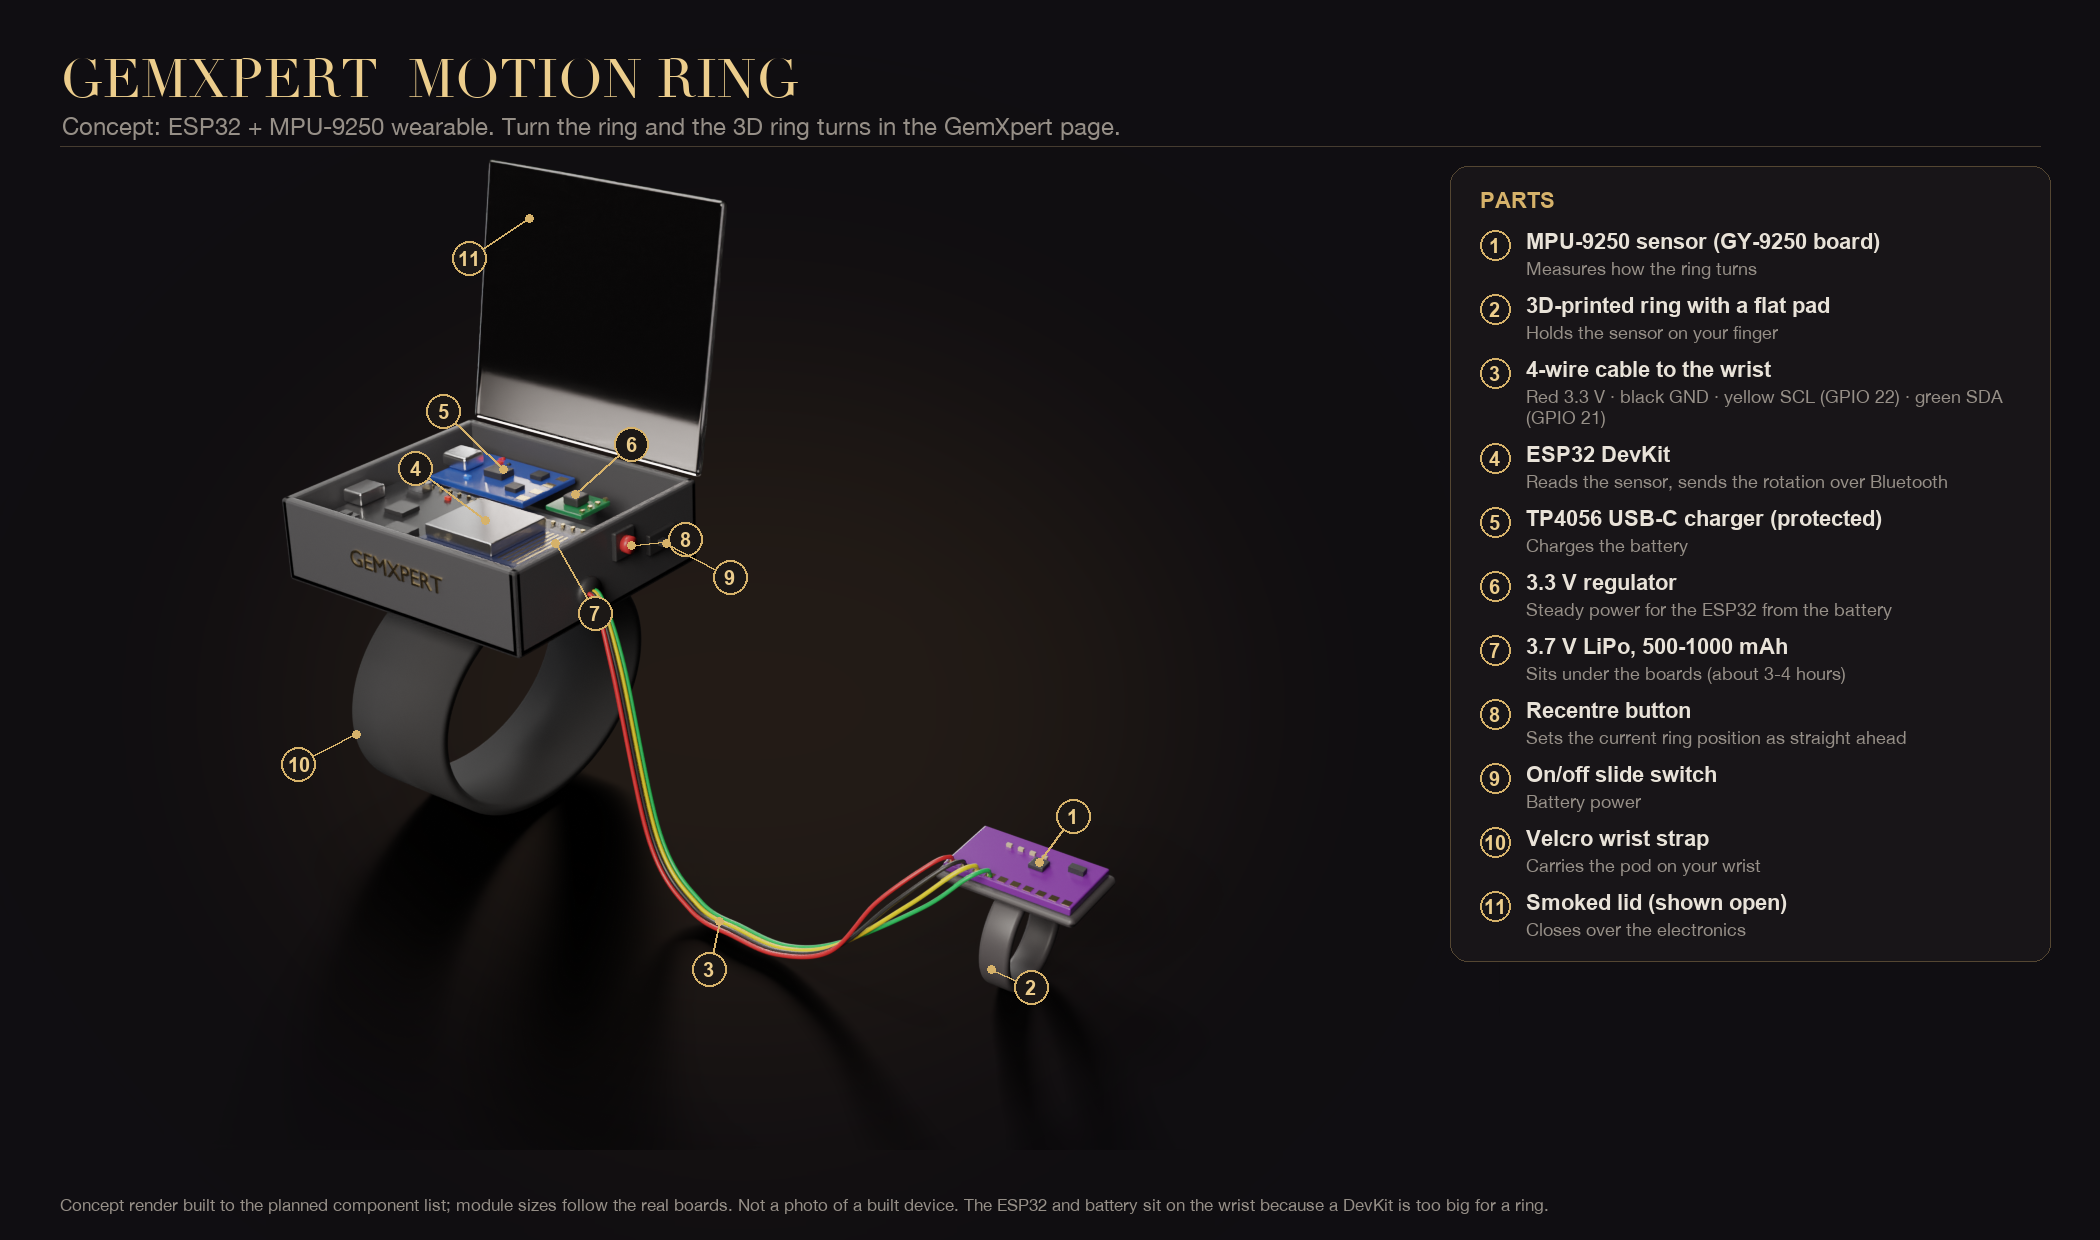 GEMXPERT MOTION RING
Concept: ESP32 + MPU-9250 wearable. Turn the ring and the 3D ring turns in the GemXpert page.
11
5
6
4
8
9
GEMXPERT
7
10
1
3
2
PARTS
1 MPU-9250 sensor (GY-9250 board)
Measures how the ring turns
2 3D-printed ring with a flat pad
Holds the sensor on your finger
3 4-wire cable to the wrist
Red 3.3 V · black GND · yellow SCL (GPIO 22) · green SDA
(GPIO 21)
4 ESP32 DevKit
Reads the sensor, sends the rotation over Bluetooth
5 TP4056 USB-C charger (protected)
Charges the battery
6 3.3 V regulator
Steady power for the ESP32 from the battery
7 3.7 V LiPo, 500-1000 mAh
Sits under the boards (about 3-4 hours)
8 Recentre button
Sets the current ring position as straight ahead
9 On/off slide switch
Battery power
10 Velcro wrist strap
Carries the pod on your wrist
11 Smoked lid (shown open)
Closes over the electronics
Concept render built to the planned component list; module sizes follow the real boards. Not a photo of a built device. The ESP32 and battery sit on the wrist because a DevKit is too big for a ring.